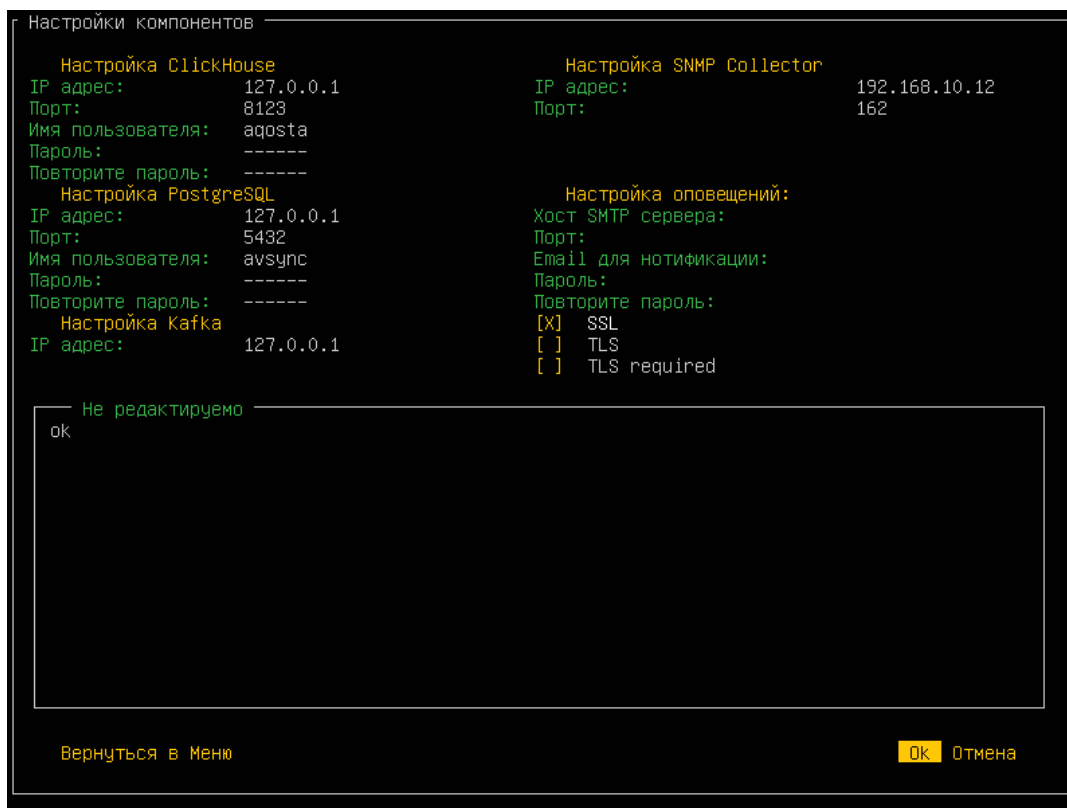 Настройки компонентов
Настройка ClickHouse
IP адрес: 127.0.0.1
Порт: 8123
Имя пользователя: aqosta
Пароль: ------
Повторите пароль: ------
Настройка PostgreSQL
IP адрес: 127.0.0.1
Порт: 5432
Имя пользователя: avsync
Пароль: ------
Повторите пароль: ------
Настройка Kafka
IP адрес: 127.0.0.1
Настройка SNMP Collector
IP адрес: 192.168.10.12
Порт: 162
Настройка оповещений:
Хост SMTP сервера:
Порт:
Email для нотификации:
Пароль:
Повторите пароль:
[X] SSL
[ ] TLS
[ ] TLS required
Не редактируемо
ok
Вернуться в Меню
Ok Отмена